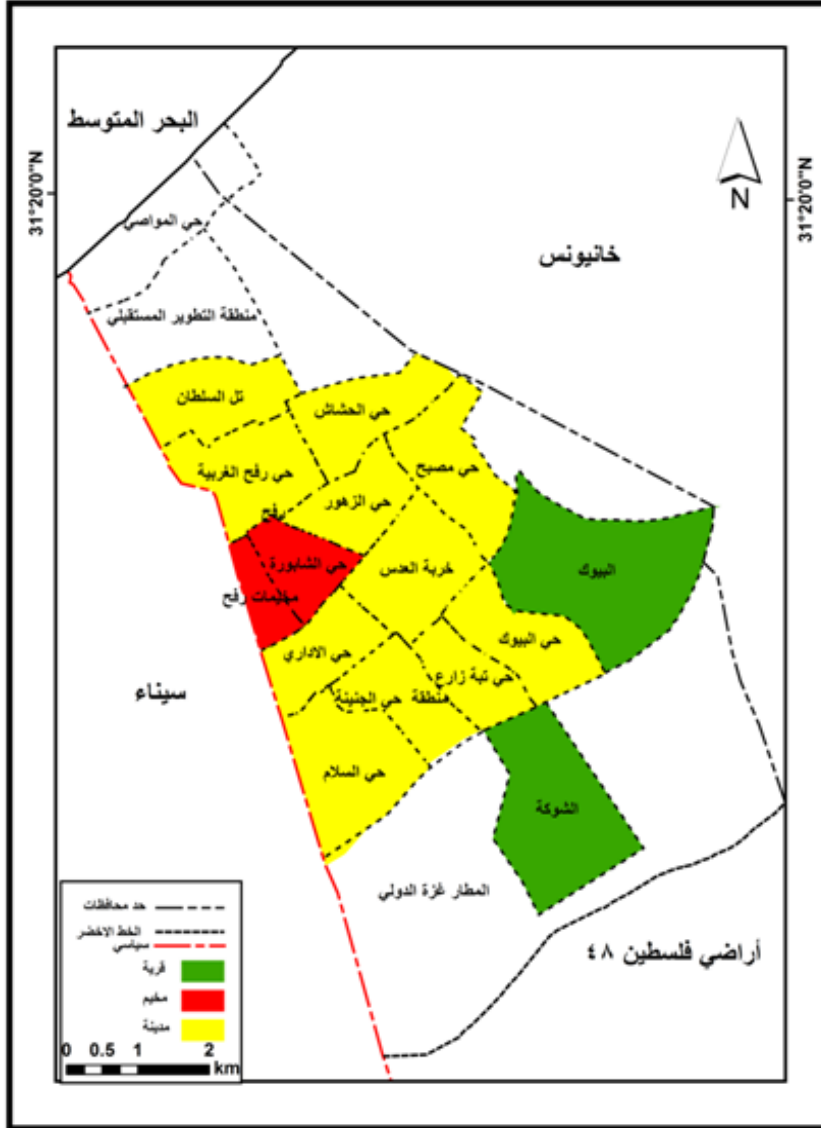 البحر المتوسط
31°20'0"N
31°20'0"N
N
حي المواصي
خانيونس
منطقة التطوير المستقبلي
تل السلطان
حي الحشاش
حي رفح الغربية
حي مصبح
رفح
حي الزهور
حي الشابورة
خربة العدس
البيوك
مخيمات رفح
حي البيوك
حي الاداري
حي تبة زارع
سيناء
حي الجنينة
منطقة
حي السلام
الشوكة
المطار غزة الدولي
أراضي فلسطين ٤٨
حد محافظات
الخط الاخضر
سياسي
قرية
مخيم
مدينة
0 0.5 1 2
km